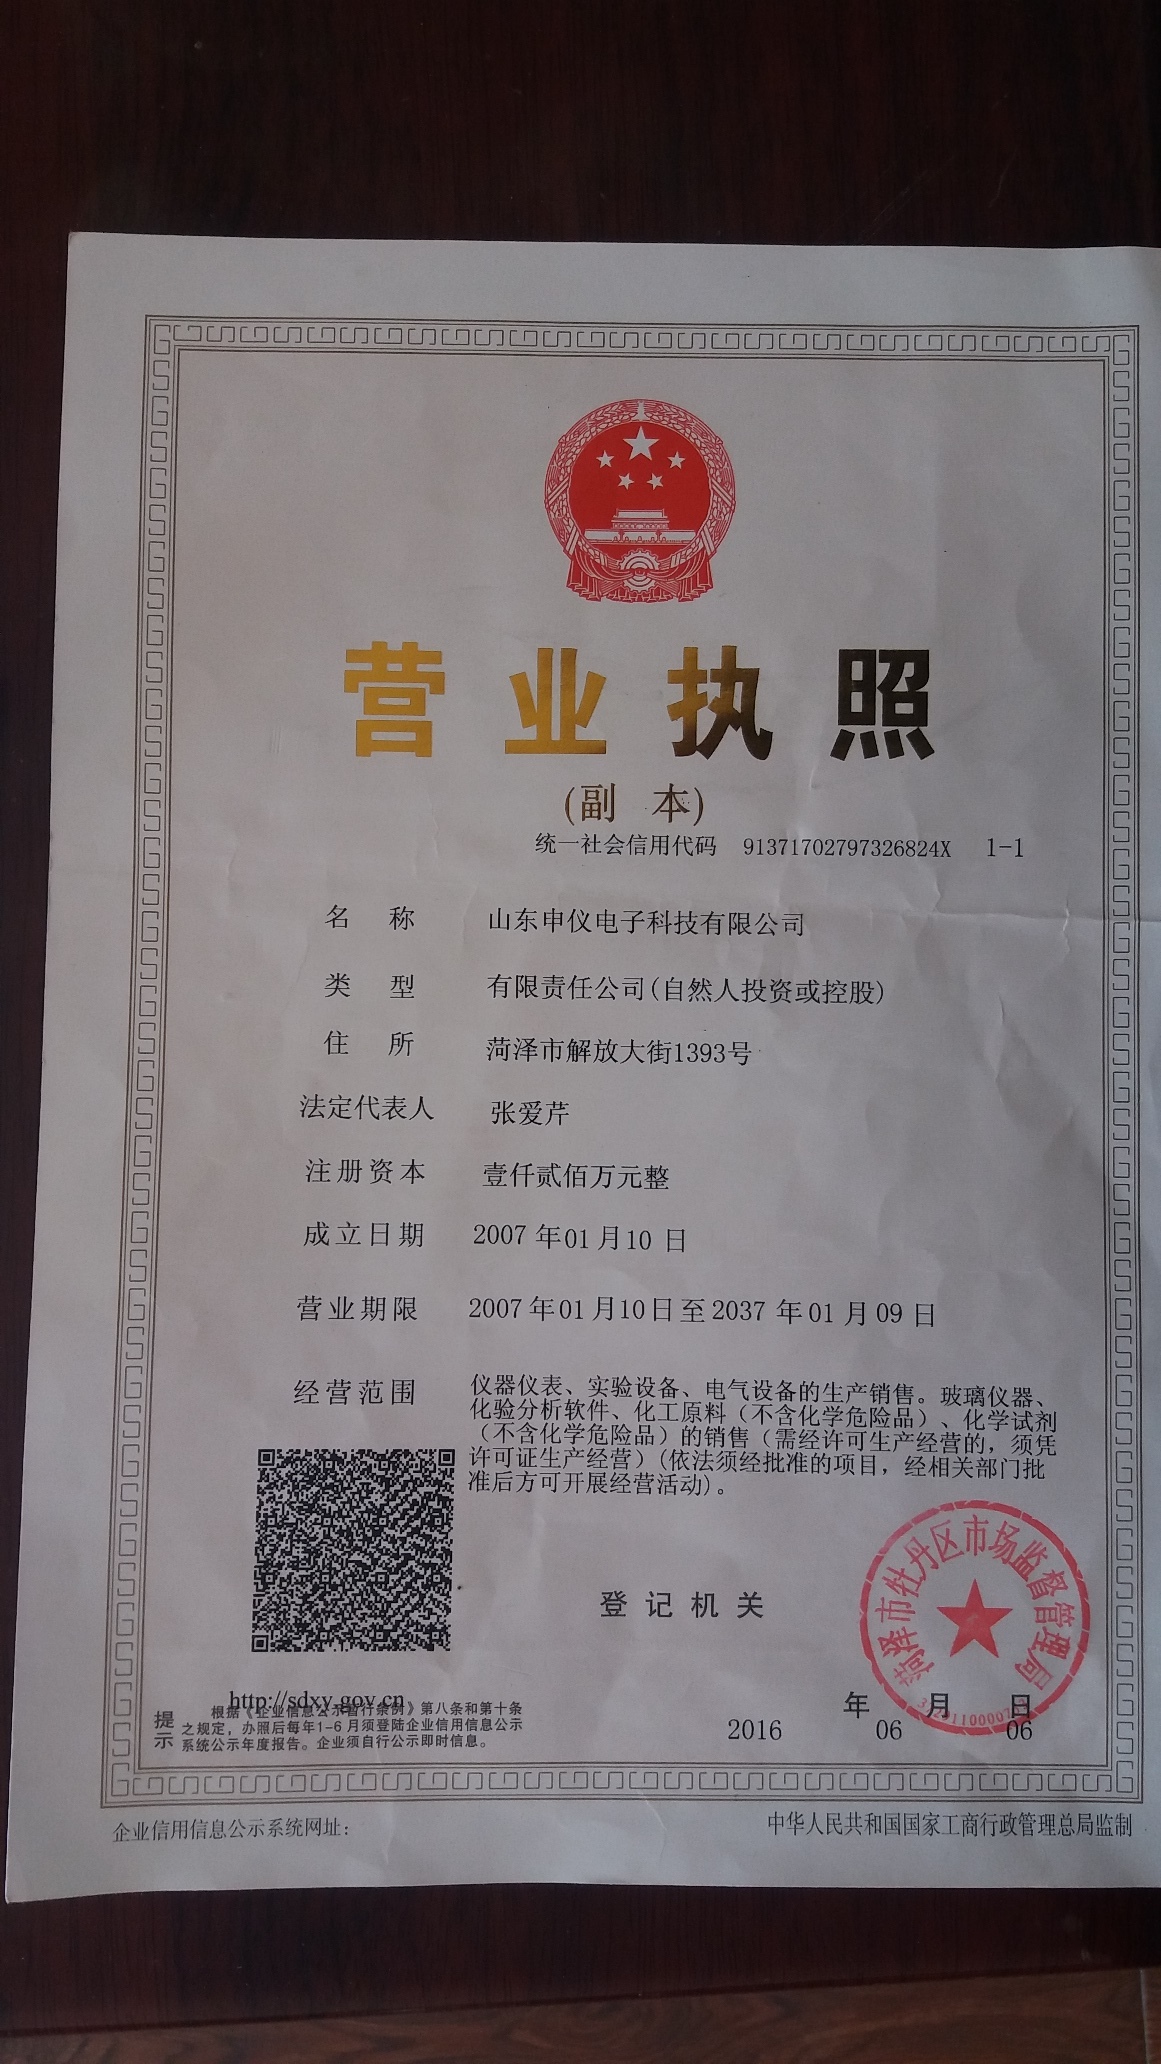 营业执照
(副 本)
统一社会信用代码 91371702797326824X 1-1
名 称 山东申仪电子科技有限公司
类 型 有限责任公司(自然人投资或控股)
住 所 菏泽市解放大街1393号
法定代表人 张爱芹
注册资本 壹仟贰佰万元整
成立日期 2007年01月10日
营业期限 2007年01月10日至2037年01月09日
经营范围 仪器仪表、实验设备、电气设备的生产销售。玻璃仪器、
化验分析软件、化工原料（不含化学危险品）、化学试剂
（不含化学危险品）的销售（需经许可生产经营的，须凭
许可证生产经营）(依法须经批准的项目，经相关部门批
准后方可开展经营活动)。
菏泽市牡丹区市场监督管理局
登记机关
年 月 日
2016 06 06
http://sdxy.gov.cn
提示 根据《企业信息公示暂行条例》第八条和第十条
之规定，办照后每年1-6月须登陆企业信用信息公示
系统公示年度报告。企业须自行公示即时信息。
企业信用信息公示系统网址：
中华人民共和国国家工商行政管理总局监制